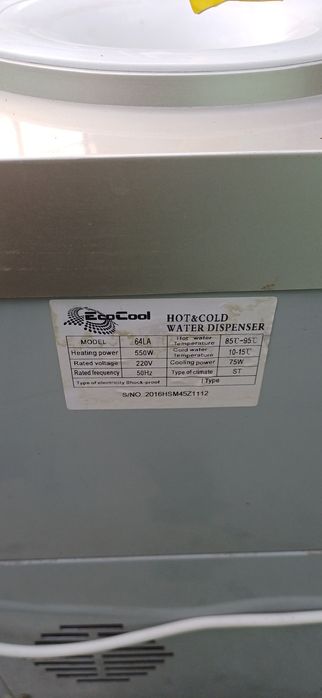 EcoCool
HOT&COLD
WATER DISPENSER
MODEL 64LA Hot water Temperature 85℃~95℃
Heating power 550W Cold water Temperature 10-15℃
Rated voltage 220V Cooling power 75W
Rated frequency 50Hz Type of climate ST
Type of electricity Shock-proof I Type
S/NO. 2016HSM45Z1112